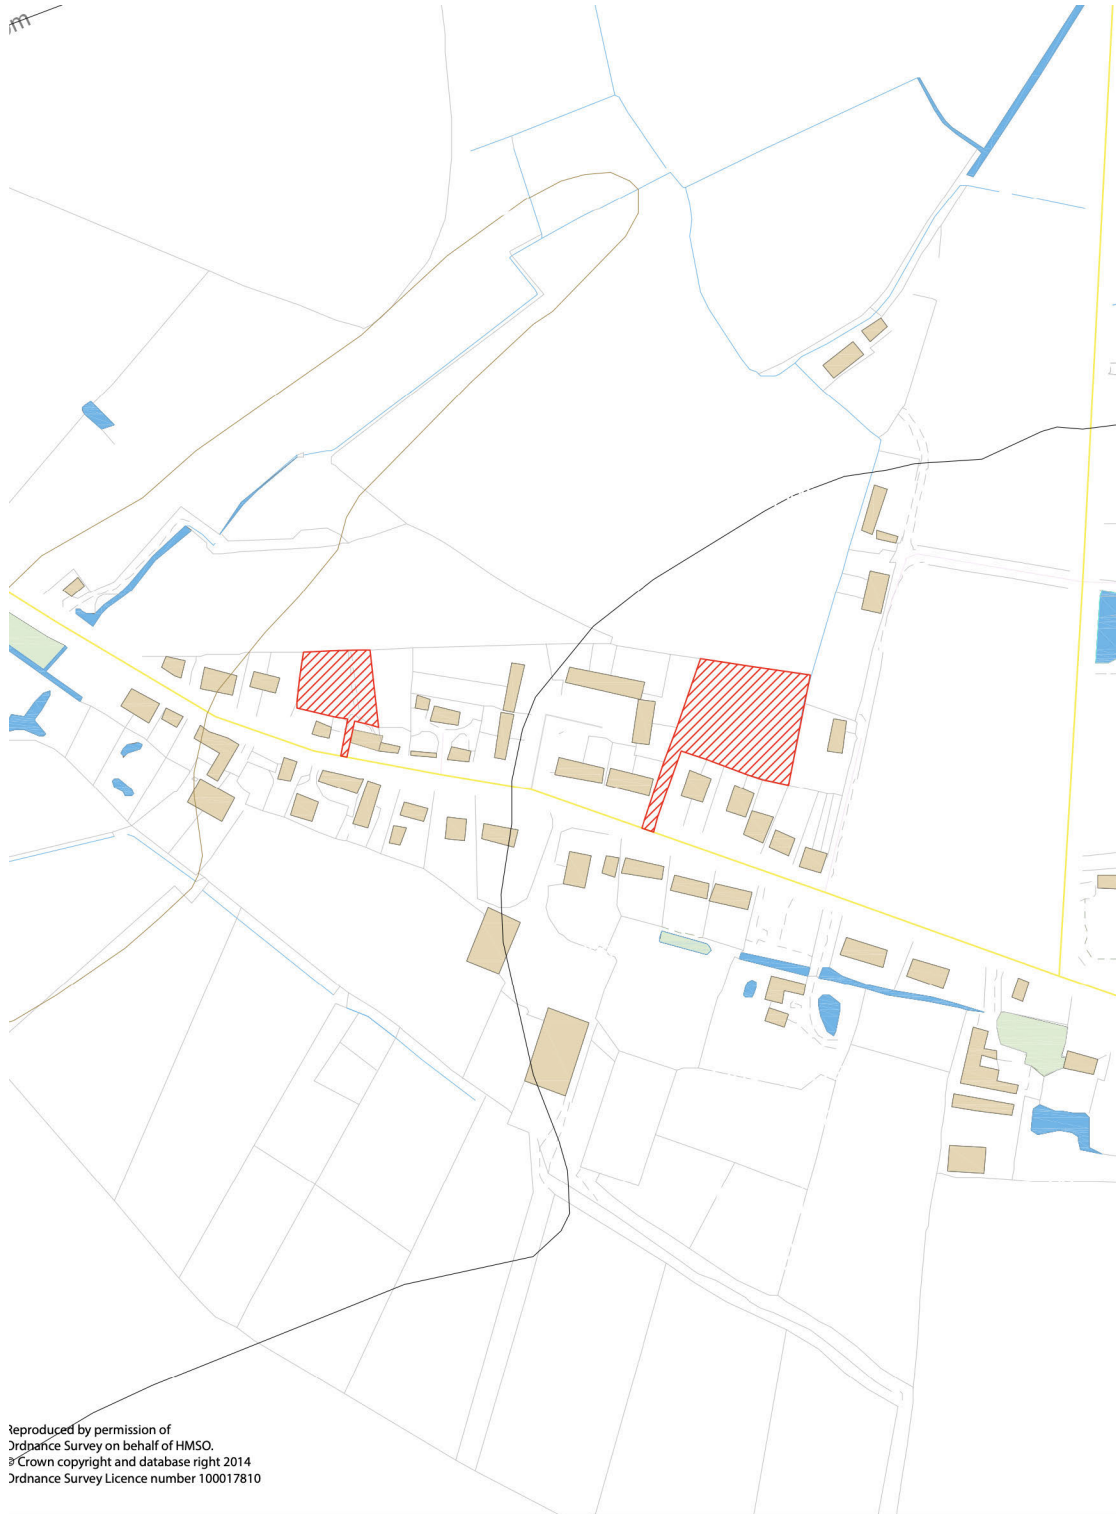 Reproduced by permission of
Ordnance Survey on behalf of HMSO.
© Crown copyright and database right 2014
Ordnance Survey Licence number 100017810